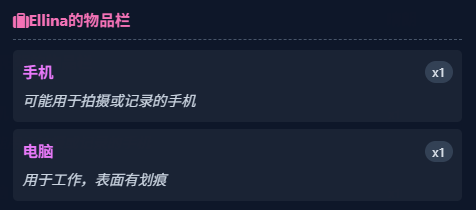 Ellina的物品栏
手机 x1
可能用于拍摄或记录的手机
电脑 x1
用于工作，表面有划痕